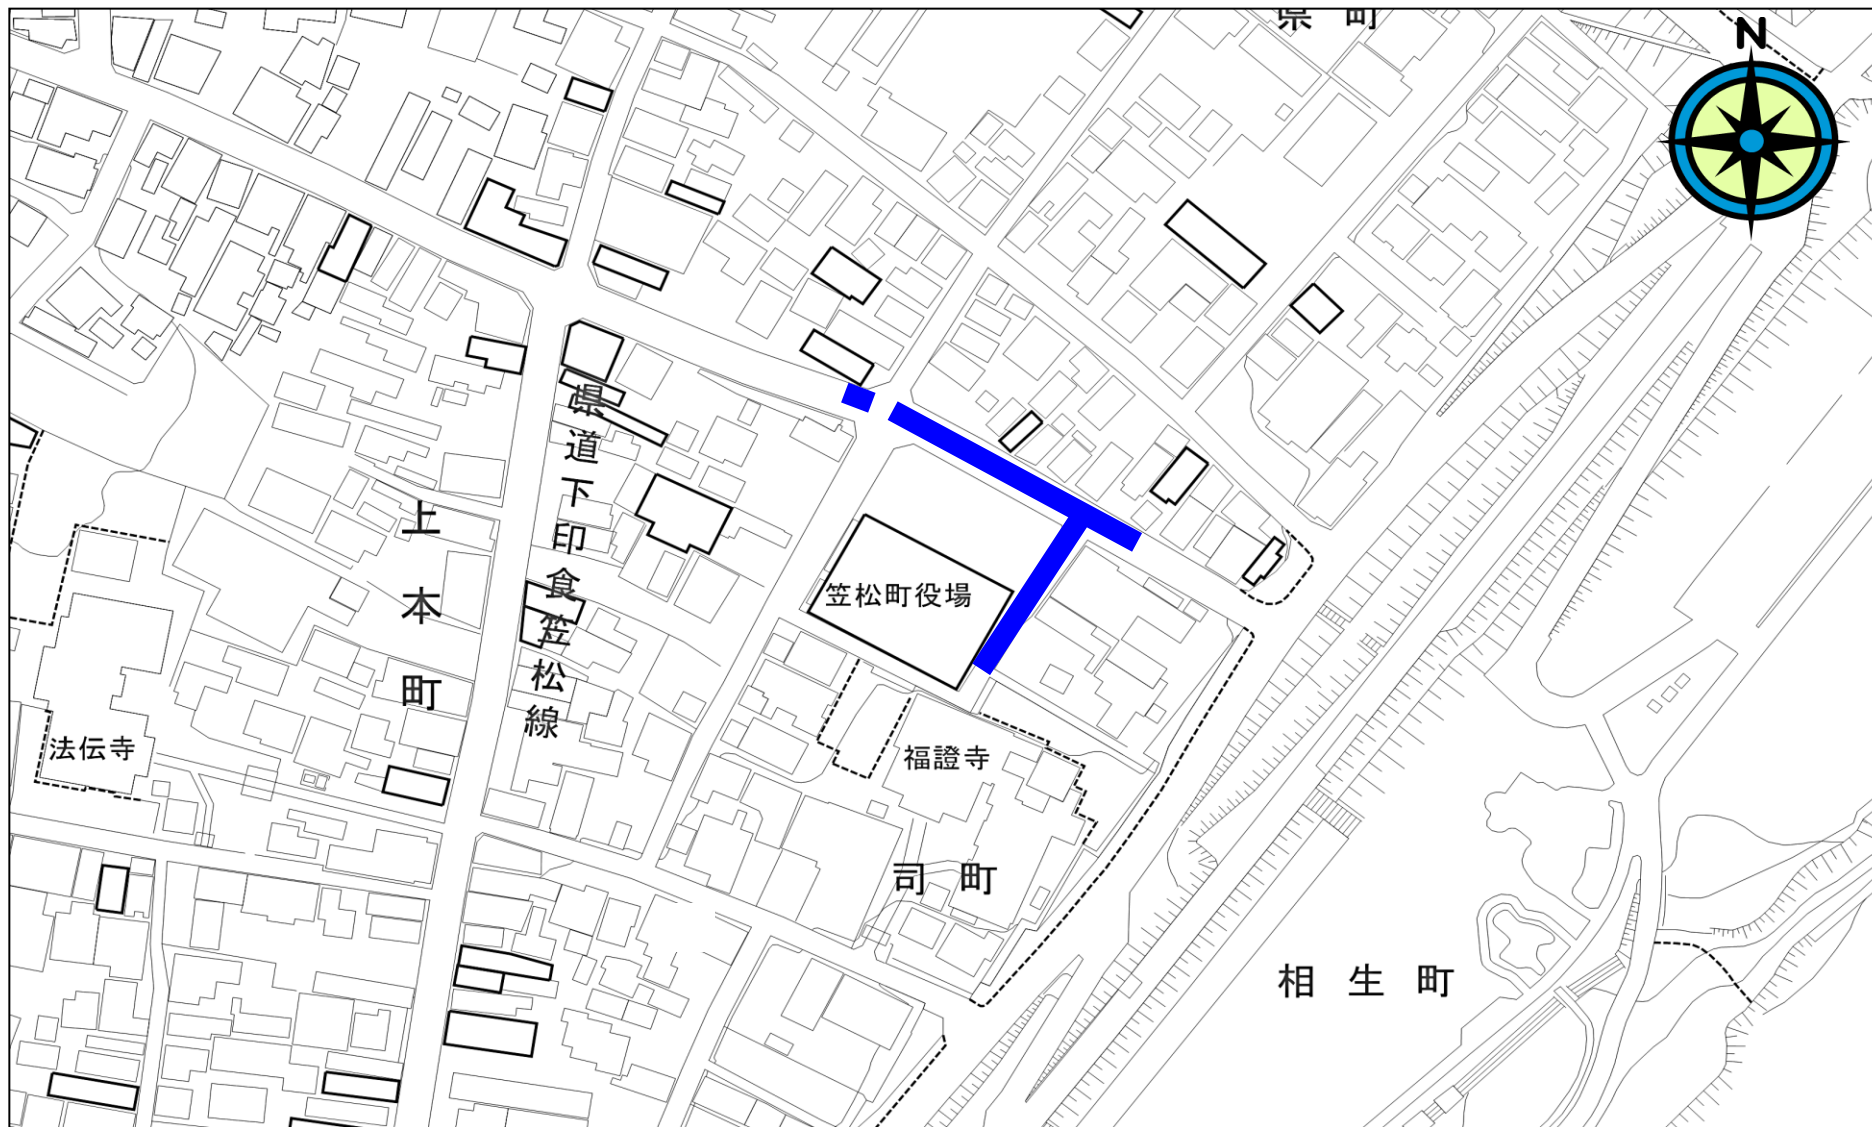 県町
N
県道下印食笠松線
上本町
笠松町役場
法伝寺
福證寺
司町
相生町